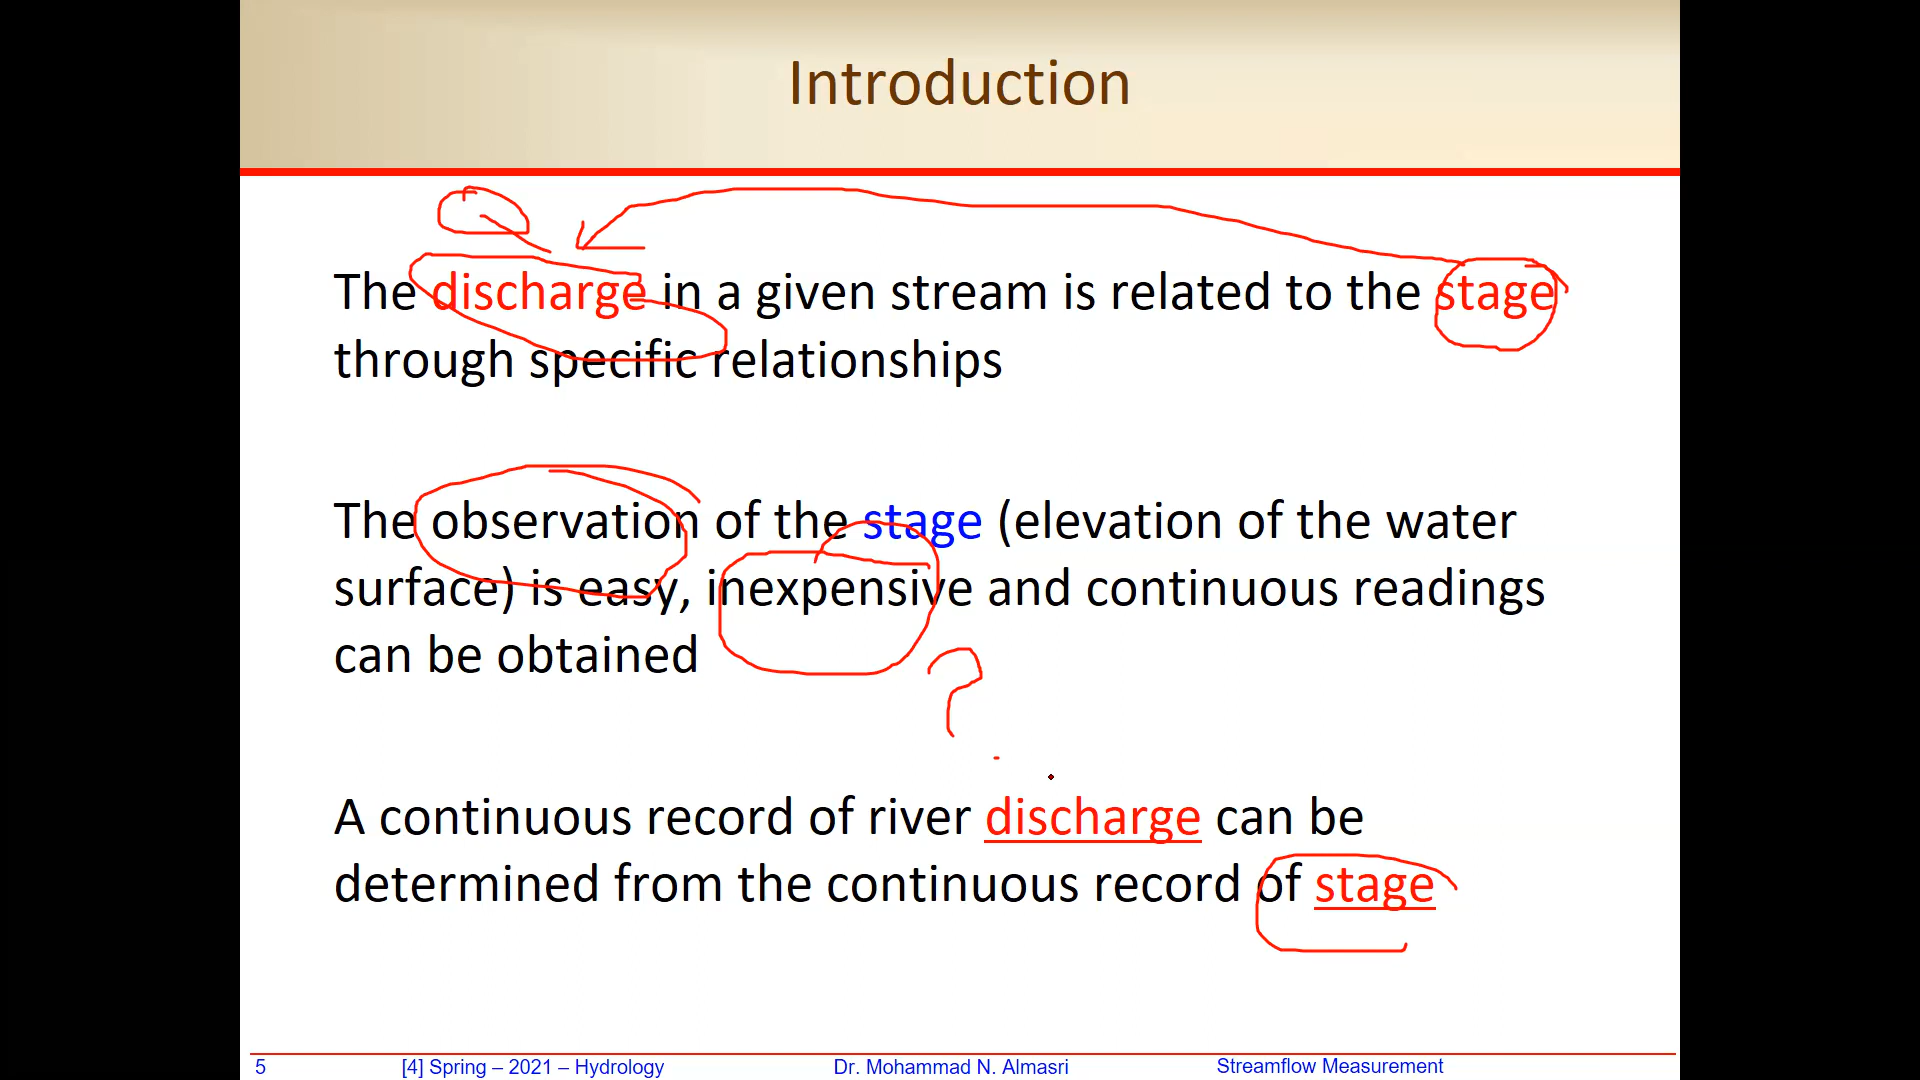 Introduction
The discharge in a given stream is related to the stage
through specific relationships
The observation of the stage (elevation of the water
surface) is easy, inexpensive and continuous readings
can be obtained
?
A continuous record of river discharge can be
determined from the continuous record of stage
5 [4] Spring – 2021 – Hydrology Dr. Mohammad N. Almasri Streamflow Measurement